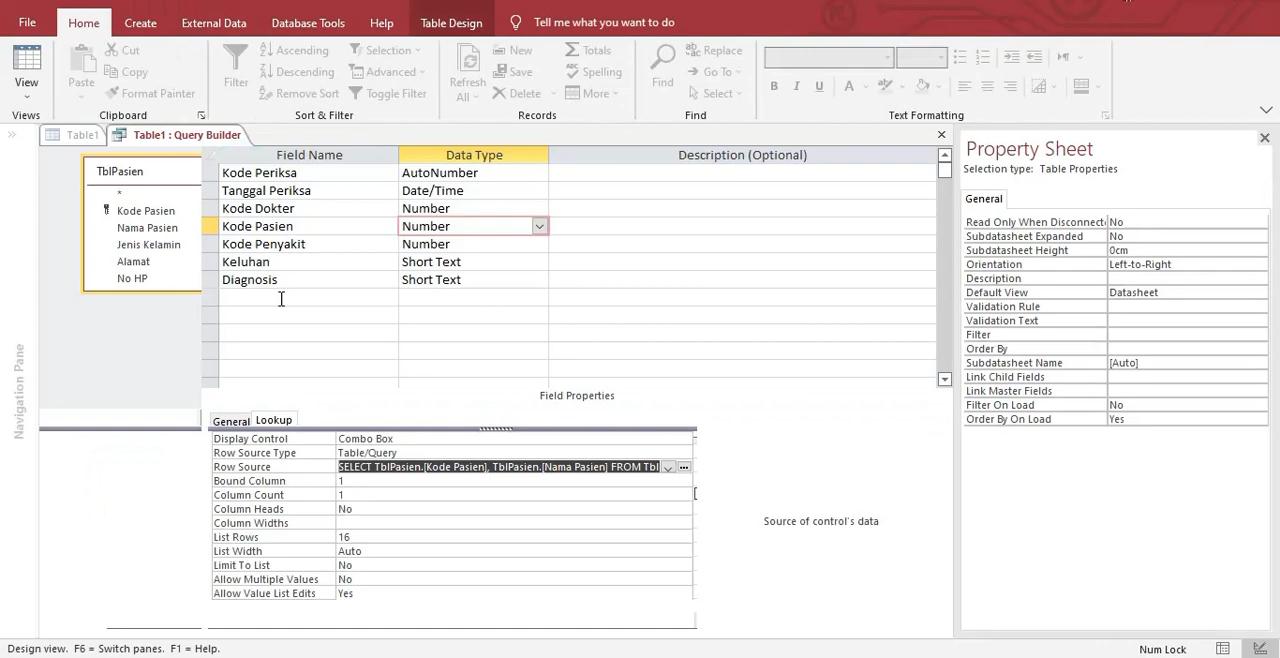 File Home Create External Data Database Tools Help Table Design Tell me what you want to do
View
Views
Paste
Cut
Copy
Format Painter
Clipboard
Filter
Ascending
Descending
Remove Sort
Selection
Advanced
Toggle Filter
Sort & Filter
Refresh
All
New
Save
Delete
Totals
Spelling
More
Records
Find
Replace
Go To
Select
Find
B I U A
Text Formatting
Table1
Table1 : Query Builder
Navigation Pane
TblPasien
*
Kode Pasien
Nama Pasien
Jenis Kelamin
Alamat
No HP
Field Name Data Type Description (Optional)
Kode Periksa AutoNumber
Tanggal Periksa Date/Time
Kode Dokter Number
Kode Pasien Number
Kode Penyakit Number
Keluhan Short Text
Diagnosis Short Text
Field Properties
General Lookup
Display Control Combo Box
Row Source Type Table/Query
Row Source SELECT TblPasien.[Kode Pasien], TblPasien.[Nama Pasien] FROM Tbl
Bound Column 1
Column Count 1
Column Heads No
Column Widths
List Rows 16
List Width Auto
Limit To List No
Allow Multiple Values No
Allow Value List Edits Yes
Source of control's data
Property Sheet
Selection type: Table Properties
General
Read Only When Disconnect No
Subdatasheet Expanded No
Subdatasheet Height 0cm
Orientation Left-to-Right
Description
Default View Datasheet
Validation Rule
Validation Text
Filter
Order By
Subdatasheet Name [Auto]
Link Child Fields
Link Master Fields
Filter On Load No
Order By On Load Yes
Design view. F6 = Switch panes. F1 = Help.
Num Lock